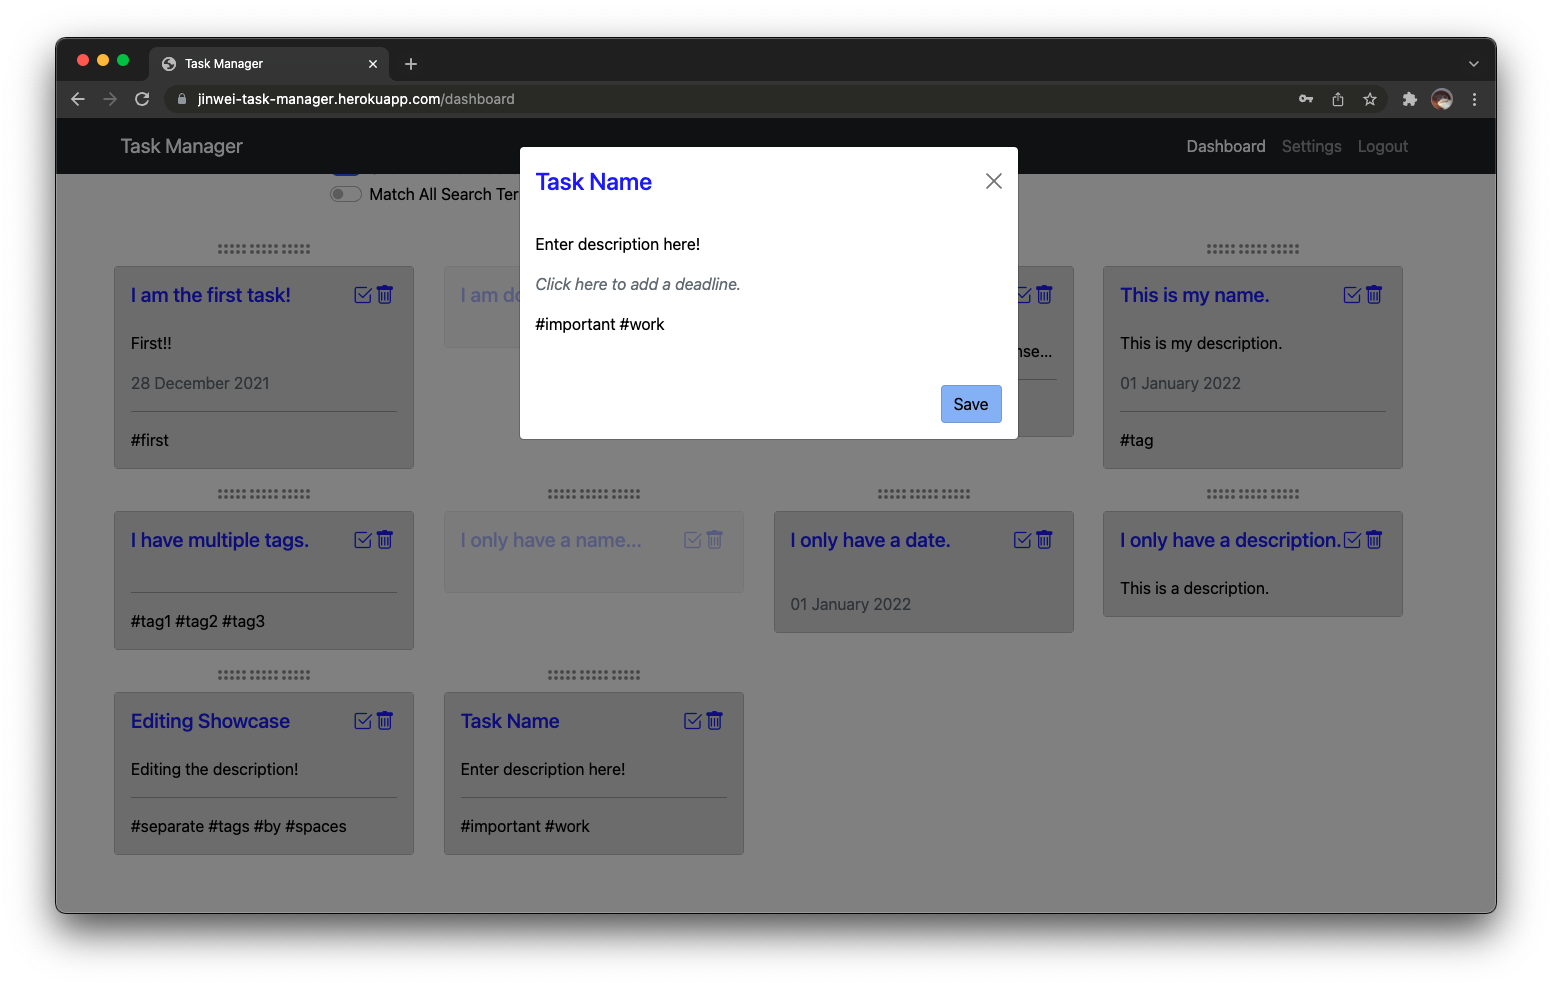 Task Manager
jinwei-task-manager.herokuapp.com/dashboard
Task Manager
Dashboard Settings Logout
Match All Search Ter
Task Name
Enter description here!
Click here to add a deadline.
#important #work
Save
I am the first task!
First!!
28 December 2021
#first
I am do
nse...
This is my name.
This is my description.
01 January 2022
#tag
I have multiple tags.
#tag1 #tag2 #tag3
I only have a name...
I only have a date.
01 January 2022
I only have a description.
This is a description.
Editing Showcase
Editing the description!
#separate #tags #by #spaces
Task Name
Enter description here!
#important #work